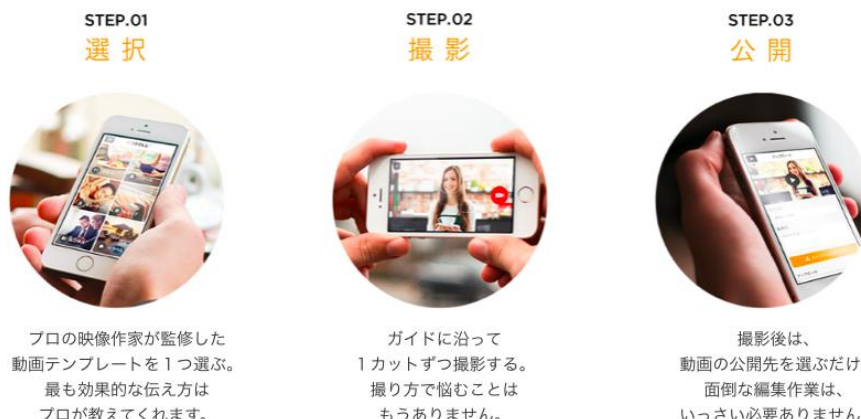 STEP.01
選択
プロの映像作家が監修した
動画テンプレートを1つ選ぶ。
最も効果的な伝え方は
プロが教えてくれます。
STEP.02
撮影
ガイドに沿って
1カットずつ撮影する。
撮り方で悩むことは
もうありません。
STEP.03
公開
撮影後は、
動画の公開先を選ぶだけ
面倒な編集作業は、
いっさい必要ありません